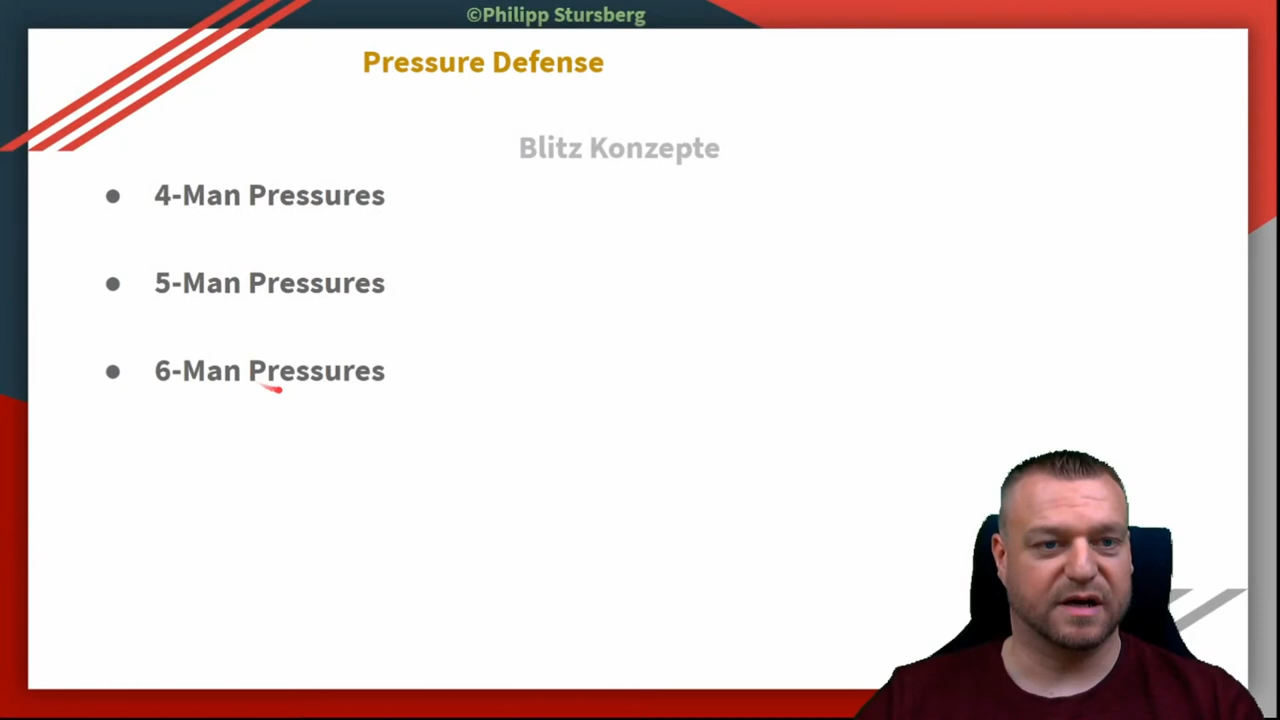 ©Philipp Stursberg
Pressure Defense
Blitz Konzepte
● 4-Man Pressures
● 5-Man Pressures
● 6-Man Pressures